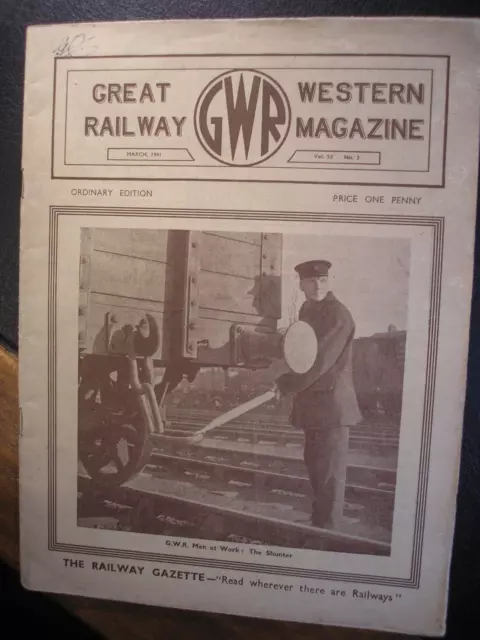 GREAT GWR WESTERN
RAILWAY MAGAZINE
MARCH, 1941 Vol. 53 No. 3
ORDINARY EDITION PRICE ONE PENNY
G.W.R. Men at Work: The Shunter
THE RAILWAY GAZETTE—"Read wherever there are Railways"